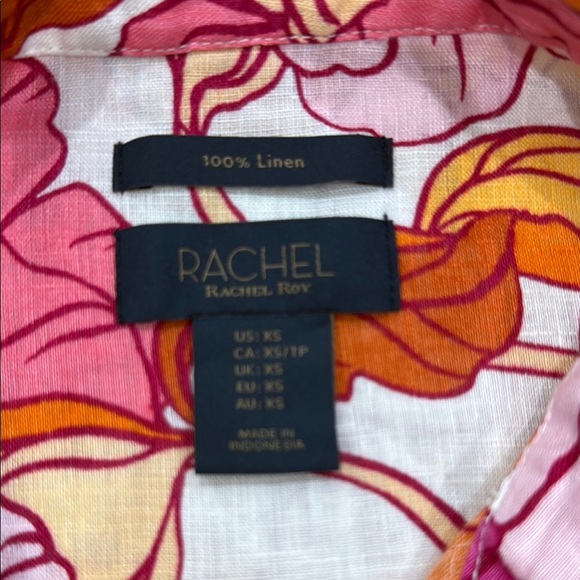 100% Linen
RACHEL
RACHEL ROY
US: XS
CA: XS/TP
UK: XS
EU: XS
AU: XS
MADE IN
INDONESIA